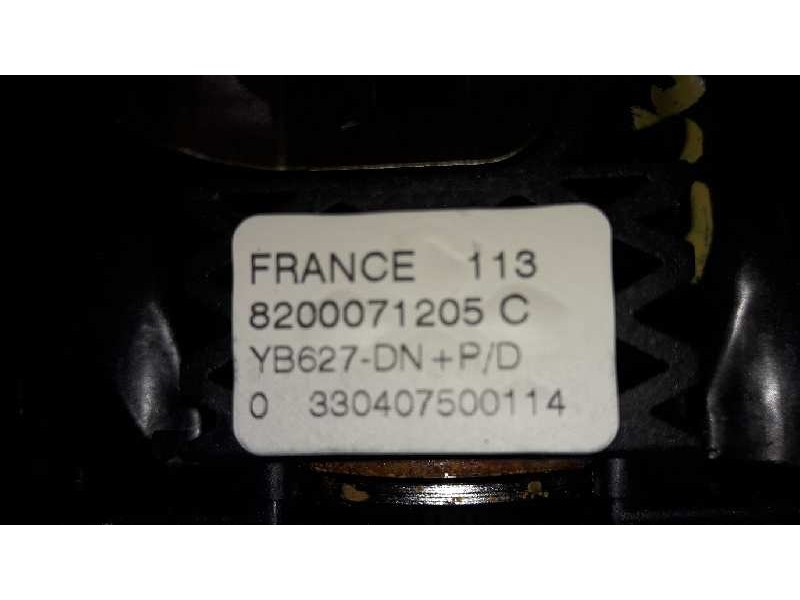 FRANCE 113
8200071205 C
YB627-DN+P/D
0 330407500114